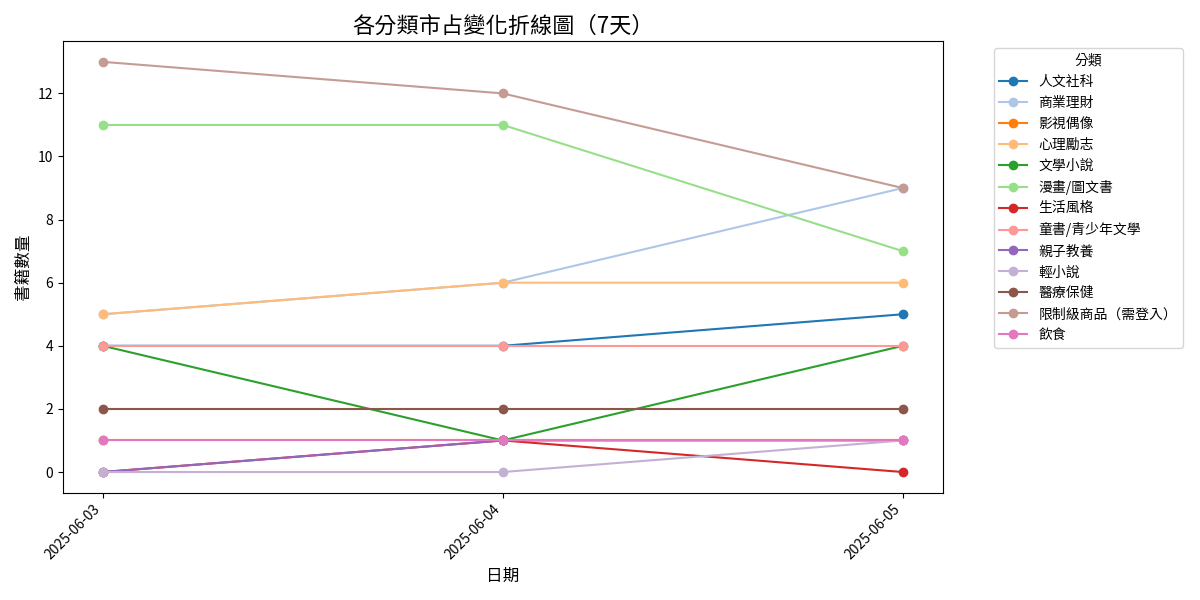 各分類市占變化折線圖（7天）
書籍數量
12
10
8
6
4
2
0
2025-06-03
2025-06-04
2025-06-05
日期
分類
人文社科
商業理財
影視偶像
心理勵志
文學小說
漫畫/圖文書
生活風格
童書/青少年文學
親子教養
輕小說
醫療保健
限制級商品（需登入）
飲食